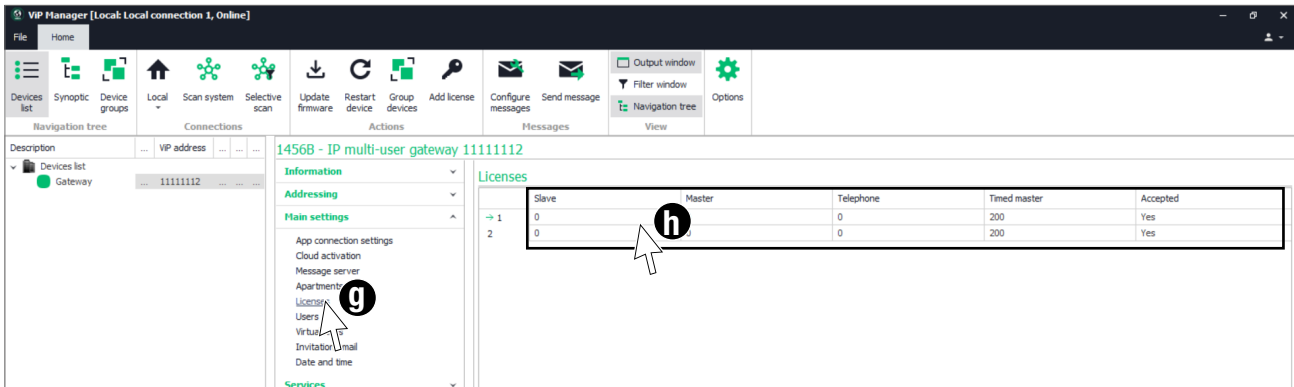 ViP Manager [Local: Local connection 1, Online]
File Home
Devices list
Synoptic
Device groups
Local
Scan system
Selective scan
Update firmware
Restart device
Group devices
Add license
Configure messages
Send message
Output window
Filter window
Navigation tree
Options
Navigation tree
Connections
Actions
Messages
View
Description ... ViP address ... ... ...
Devices list
Gateway ... 11111112 ... ... ...
1456B - IP multi-user gateway 11111112
Information
Addressing
Main settings
App connection settings
Cloud activation
Message server
Apartments
Licenses
g
Users
Invitation email
Date and time
Services
Licenses
Slave Master Telephone Timed master Accepted
1 0 0 200 Yes
2 0 0 0 200 Yes
h